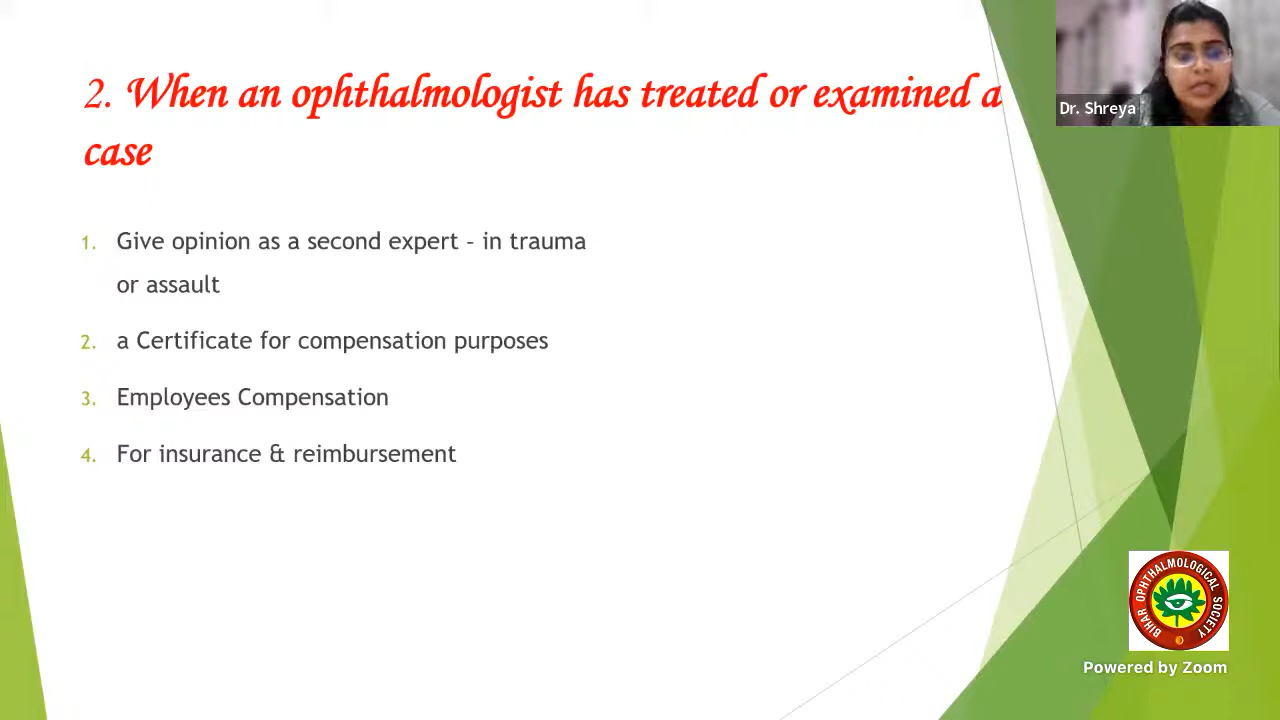 2. When an ophthalmologist has treated or examined a
case
Dr. Shreya
1. Give opinion as a second expert – in trauma
or assault
2. a Certificate for compensation purposes
3. Employees Compensation
4. For insurance & reimbursement
BIHAR OPHTHALMOLOGICAL SOCIETY
Powered by Zoom